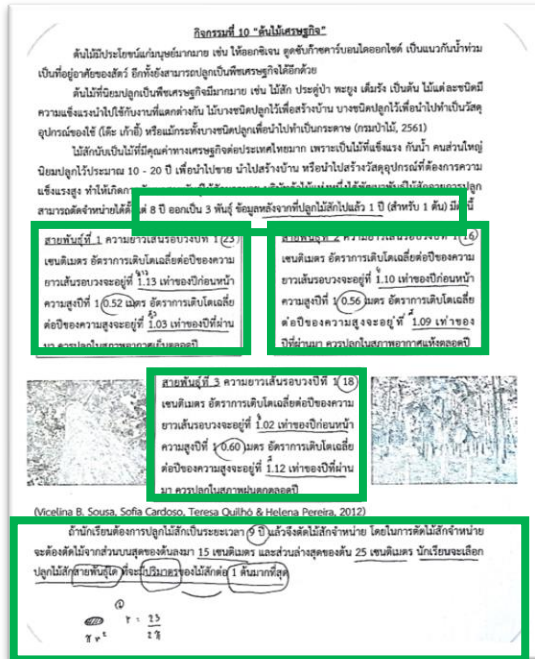 กิจกรรมที่ 10 "ต้นไม้เศรษฐกิจ"
ต้นไม้มีประโยชน์แก่มนุษย์มากมาย เช่น ให้ออกซิเจน ดูดซับก๊าซคาร์บอนไดออกไซด์ เป็นแนวกันน้ำท่วม
เป็นที่อยู่อาศัยของสัตว์ อีกทั้งยังสามารถปลูกเป็นพืชเศรษฐกิจได้อีกด้วย
ต้นไม้ที่นิยมปลูกเป็นพืชเศรษฐกิจมีมากมาย เช่น ไม้สัก ประดู่ป่า พะยูง เต็มรัง เป็นต้น ไม้แต่ละชนิดมี
ความแข็งแรงนำไปใช้กับงานที่แตกต่างกัน ไม้บางชนิดปลูกไว้เพื่อสร้างบ้าน บางชนิดปลูกไว้เพื่อนำไปทำเป็นวัสดุ
อุปกรณ์ของใช้ (โต๊ะ เก้าอี้) หรือแม้กระทั้งบางชนิดปลูกเพื่อนำไปทำเป็นกระดาษ (กรมป่าไม้, 2561)
ไม้สักนับเป็นไม้ที่มีคุณค่าทางเศรษฐกิจต่อประเทศไทยมาก เพราะเป็นไม้ที่แข็งแรง กันน้ำ คนส่วนใหญ่
นิยมปลูกไว้ประมาณ 10 - 20 ปี เพื่อนำไปขาย นำไปสร้างบ้าน หรือนำไปสร้างวัสดุอุปกรณ์ที่ต้องการความ
แข็งแรงสูง ทำให้เกิดการ
สามารถตัดจำหน่ายได้ตั้งแต่ 8 ปี ออกเป็น 3 พันธุ์ ข้อมูลหลังจากที่ปลูกไม้สักไปแล้ว 1 ปี (สำหรับ 1 ต้น) มีดังนี้
สายพันธุ์ที่ 1 ความยาวเส้นรอบวงปีที่ 1 23
เซนติเมตร อัตราการเติบโตเฉลี่ยต่อปีของความ
ยาวเส้นรอบวงจะอยู่ที่ 1.13 เท่าของปีก่อนหน้า
ความสูงปีที่ 1 0.52 เมตร อัตราการเติบโตเฉลี่ย
ต่อปีของความสูงจะอยู่ที่ 1.03 เท่าของปีที่ผ่าน
มา ควรปลูกในสภาพอากาศเย็นตลอดปี
สายพันธุ์ที่ 2 ความยาวเส้นรอบวงปีที่ 1 16
เซนติเมตร อัตราการเติบโตเฉลี่ยต่อปีของความ
ยาวเส้นรอบวงจะอยู่ที่ 1.10 เท่าของปีก่อนหน้า
ความสูงปีที่ 1 0.56 เมตร อัตราการเติบโตเฉลี่ย
ต่อปีของความสูงจะอยู่ที่ 1.09 เท่าของ
ปีที่ผ่านมา ควรปลูกในสภาพอากาศแห้งตลอดปี
สายพันธุ์ที่ 3 ความยาวเส้นรอบวงปีที่ 1 18
เซนติเมตร อัตราการเติบโตเฉลี่ยต่อปีของความ
ยาวเส้นรอบวงจะอยู่ที่ 1.02 เท่าของปีก่อนหน้า
ความสูงปีที่ 1 0.60 เมตร อัตราการเติบโตเฉลี่ย
ต่อปีของความสูงจะอยู่ที่ 1.12 เท่าของปีที่ผ่าน
มา ควรปลูกในสภาพฝนตกตลอดปี
(Vicelina B. Sousa, Sofia Cardoso, Teresa Quilhó & Helena Pereira, 2012)
ถ้านักเรียนต้องการปลูกไม้สักเป็นระยะเวลา 9 ปี แล้วจึงตัดไม้สักจำหน่าย โดยในการตัดไม้สักจำหน่าย
จะต้องตัดไม้จากส่วนบนสุดของต้นลงมา 15 เซนติเมตร และส่วนล่างสุดของต้น 25 เซนติเมตร นักเรียนจะเลือก
ปลูกไม้สักสายพันธุ์ใด ที่จะมีปริมาตรของไม้สักต่อ 1 ต้นมากที่สุด
r = 23
2π
πr²